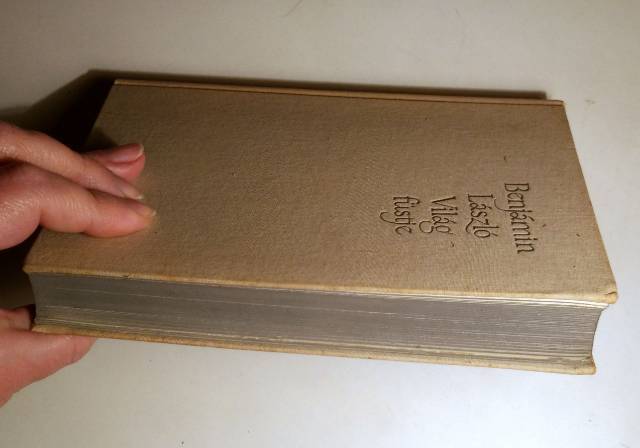 Benjámin
László
Világ
füstje